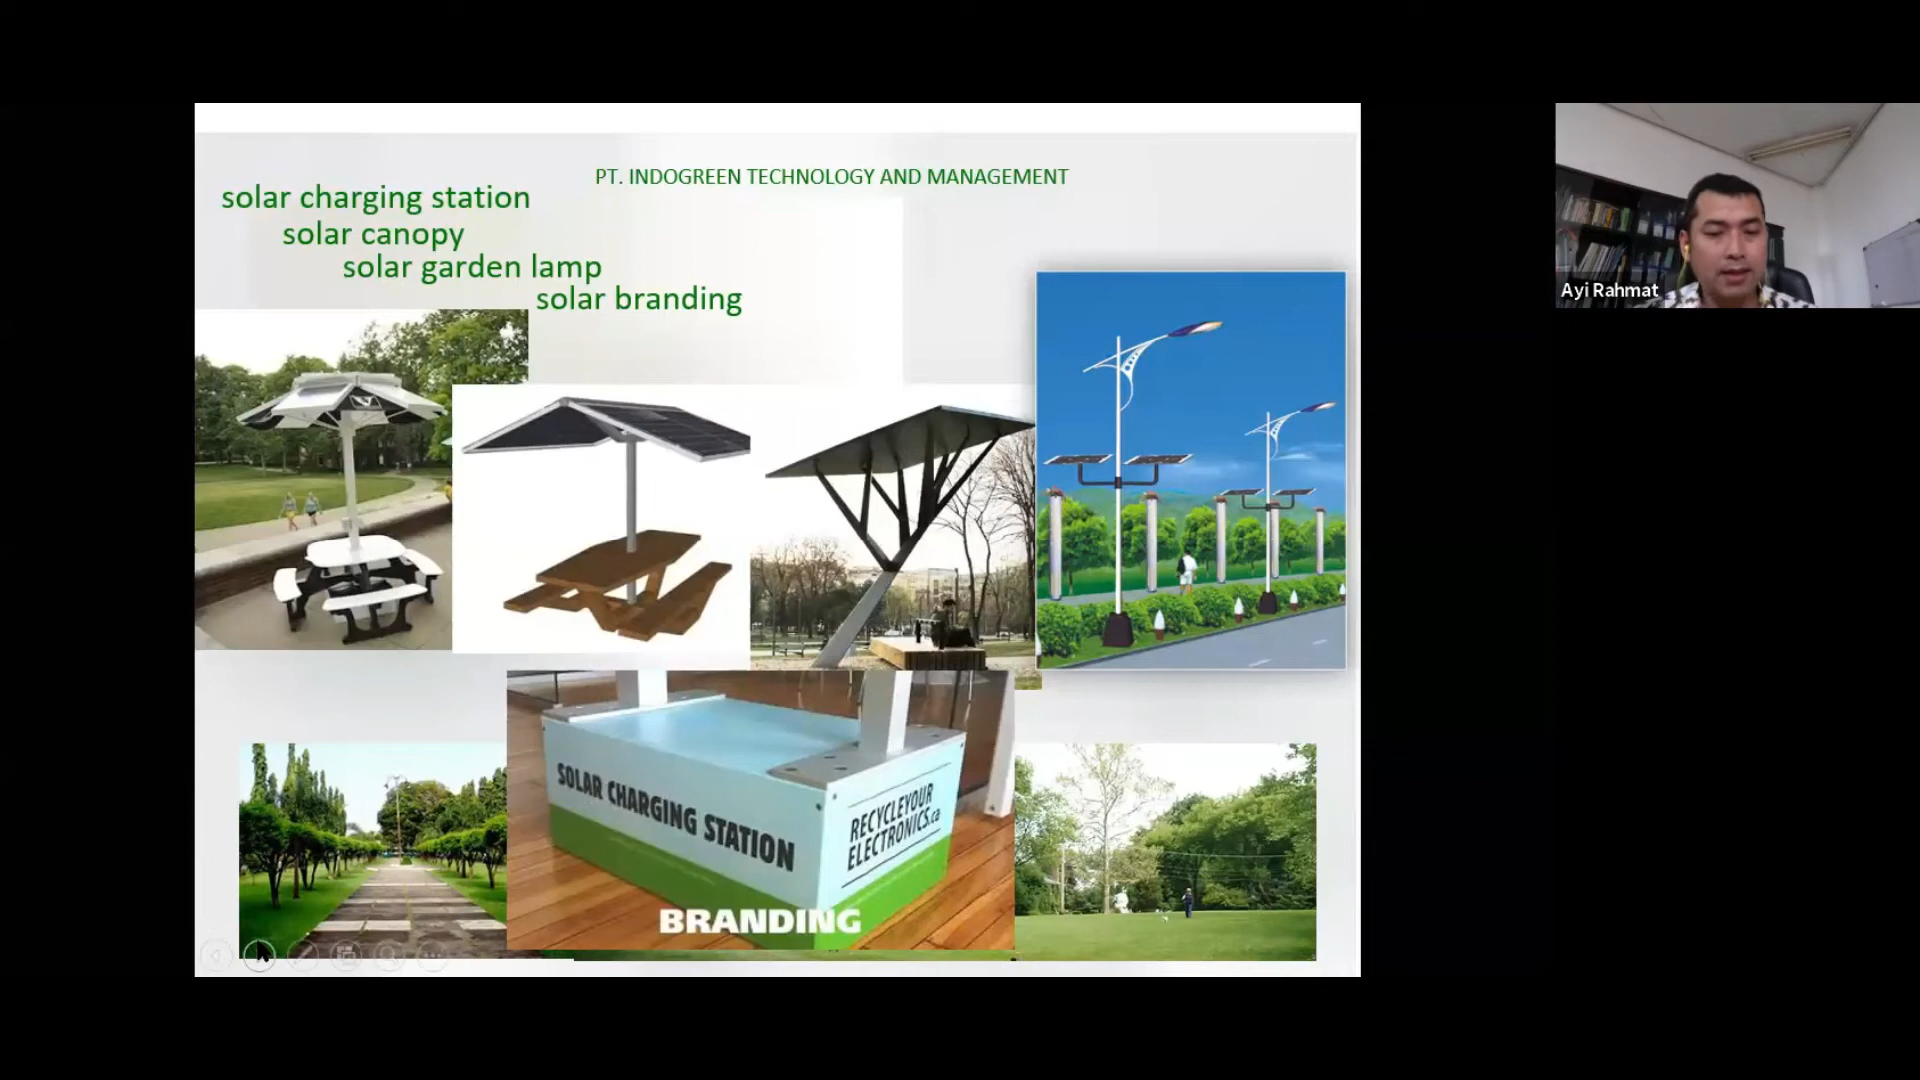 PT. INDOGREEN TECHNOLOGY AND MANAGEMENT
solar charging station
solar canopy
solar garden lamp
solar branding
SOLAR CHARGING STATION
RECYCLEYOUR
ELECTRONICS.ca
BRANDING
Ayi Rahmat